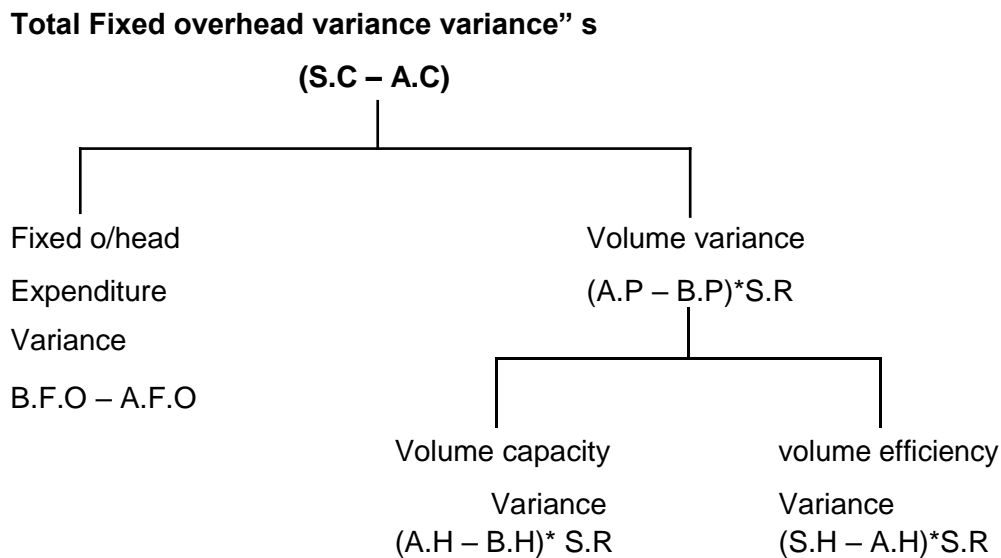 Total Fixed overhead variance variance” s
(S.C – A.C)
Fixed o/head
Expenditure
Variance
B.F.O – A.F.O
Volume variance
(A.P – B.P)*S.R
Volume capacity
Variance
(A.H – B.H)* S.R
volume efficiency
Variance
(S.H – A.H)*S.R